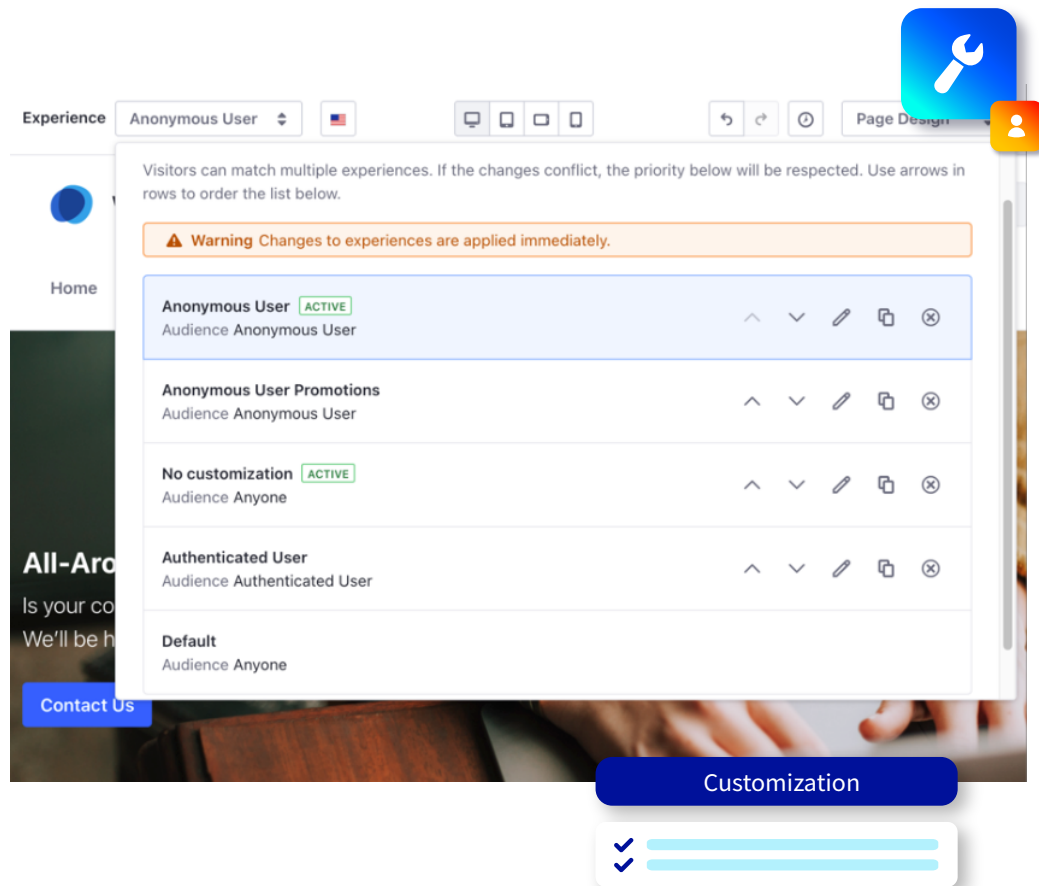 Experience
Anonymous User
Page Design
Visitors can match multiple experiences. If the changes conflict, the priority below will be respected. Use arrows in
rows to order the list below.
Warning Changes to experiences are applied immediately.
Home
Anonymous User ACTIVE
Audience Anonymous User
Anonymous User Promotions
Audience Anonymous User
No customization ACTIVE
Audience Anyone
Authenticated User
Audience Authenticated User
Default
Audience Anyone
All-Aro
Is your co
We'll be h
Contact Us
Customization